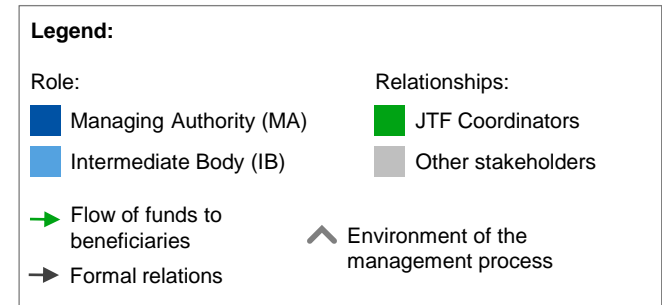 Legend:
Role:
Relationships:
Managing Authority (MA)
JTF Coordinators
Intermediate Body (IB)
Other stakeholders
Flow of funds to
beneficiaries
Formal relations
Environment of the
management process